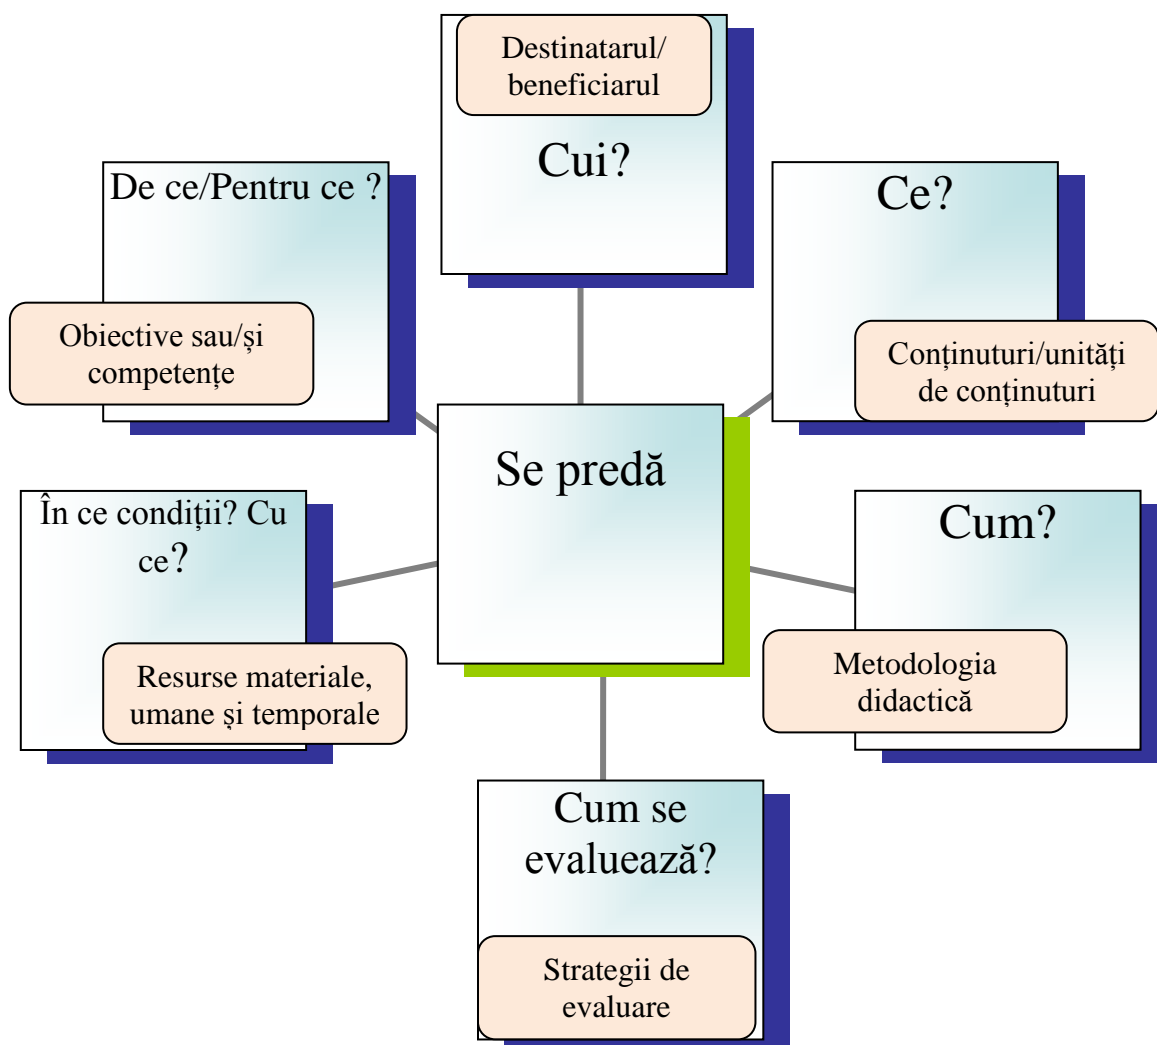 Destinatarul/
beneficiarul
Cui?
De ce/Pentru ce ?
Obiective sau/și
competențe
Ce?
Conținuturi/unități
de conținuturi
Se predă
În ce condiții? Cu
ce?
Resurse materiale,
umane și temporale
Cum?
Metodologia
didactică
Cum se
evaluează?
Strategii de
evaluare